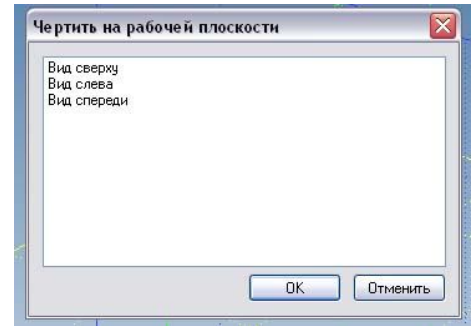 Чертить на рабочей плоскости
Вид сверху
Вид слева
Вид спереди
OK
Отменить